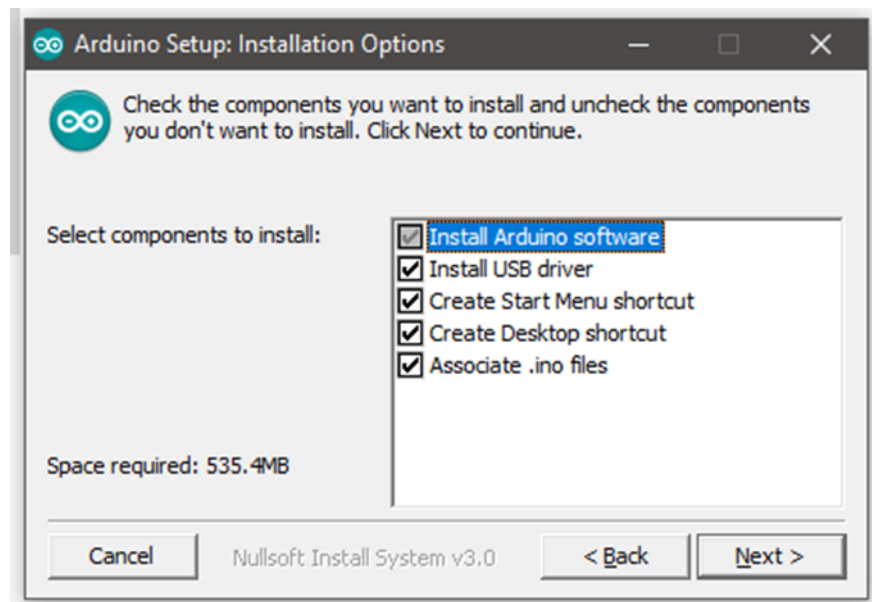 Arduino Setup: Installation Options
Check the components you want to install and uncheck the components
you don't want to install. Click Next to continue.
Select components to install:
Install Arduino software
Install USB driver
Create Start Menu shortcut
Create Desktop shortcut
Associate .ino files
Space required: 535.4MB
Cancel
Nullsoft Install System v3.0
< Back
Next >